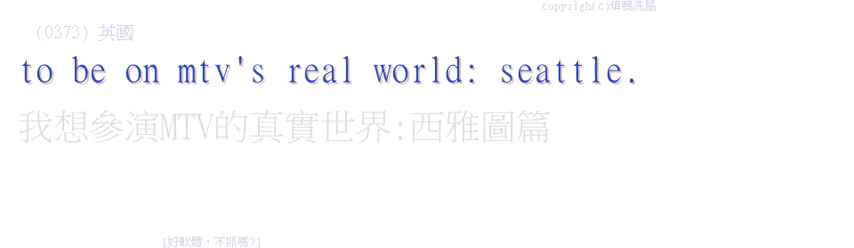 copyrigh(c)填鴨洗腦
(0373) 英國
to be on mtv's real world: seattle.
我想參演MTV的真實世界:西雅圖篇
[好軟體，不抓嗎?]